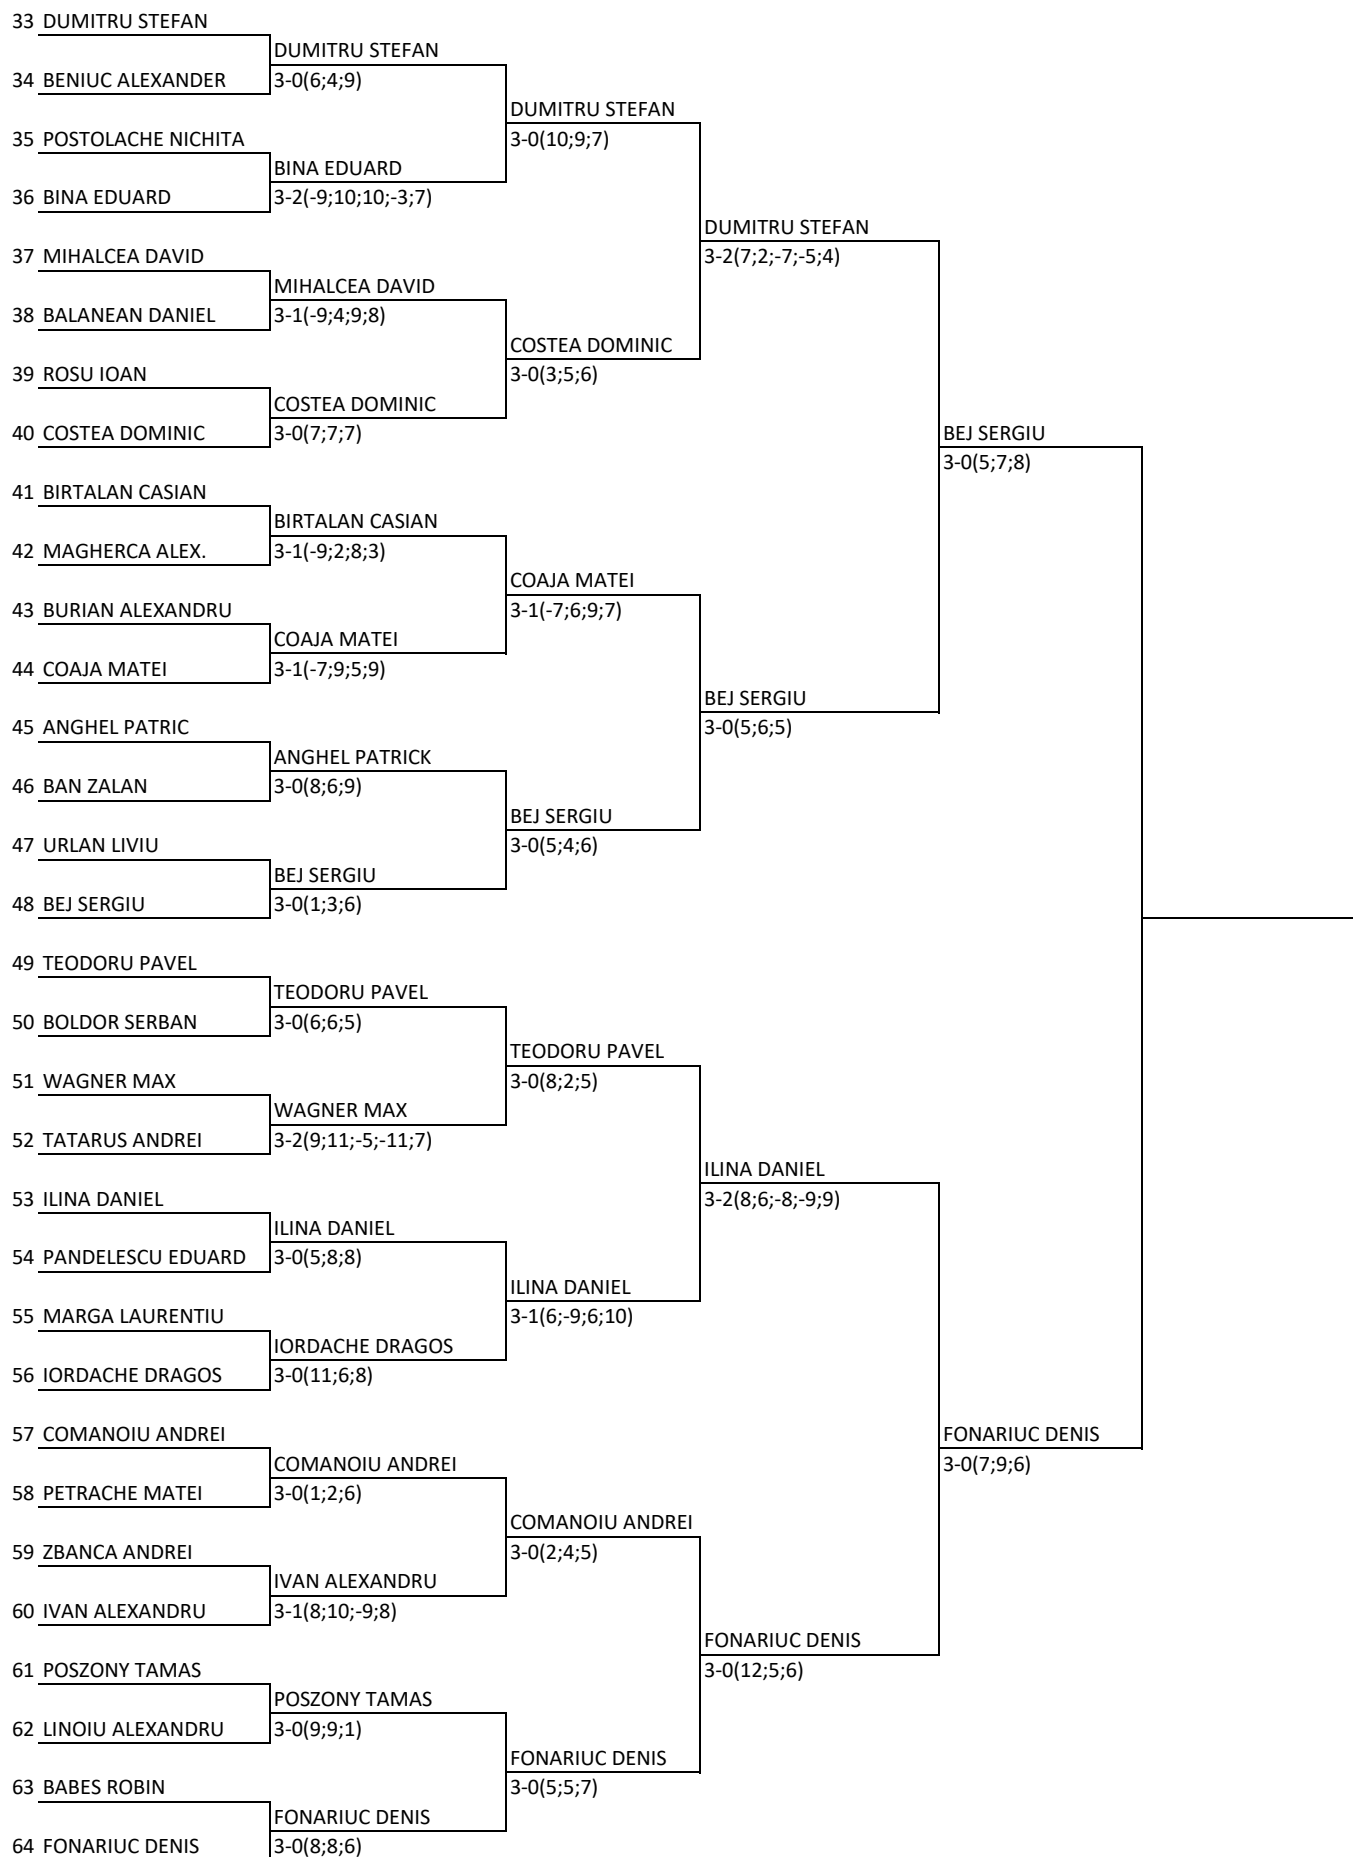 33 DUMITRU STEFAN
DUMITRU STEFAN
34 BENIUC ALEXANDER 3-0(6;4;9)
DUMITRU STEFAN
35 POSTOLACHE NICHITA 3-0(10;9;7)
BINA EDUARD
36 BINA EDUARD 3-2(-9;10;10;-3;7)
DUMITRU STEFAN
37 MIHALCEA DAVID 3-2(7;2;-7;-5;4)
MIHALCEA DAVID
38 BALANEAN DANIEL 3-1(-9;4;9;8)
COSTEA DOMINIC
39 ROSU IOAN 3-0(3;5;6)
COSTEA DOMINIC
40 COSTEA DOMINIC 3-0(7;7;7) BEJ SERGIU
3-0(5;7;8)
41 BIRTALAN CASIAN
BIRTALAN CASIAN
42 MAGHERCA ALEX. 3-1(-9;2;8;3)
COAJA MATEI
43 BURIAN ALEXANDRU 3-1(-7;6;9;7)
COAJA MATEI
44 COAJA MATEI 3-1(-7;9;5;9)
BEJ SERGIU
45 ANGHEL PATRIC 3-0(5;6;5)
ANGHEL PATRICK
46 BAN ZALAN 3-0(8;6;9)
BEJ SERGIU
47 URLAN LIVIU 3-0(5;4;6)
BEJ SERGIU
48 BEJ SERGIU 3-0(1;3;6)
49 TEODORU PAVEL
TEODORU PAVEL
50 BOLDOR SERBAN 3-0(6;6;5)
TEODORU PAVEL
51 WAGNER MAX 3-0(8;2;5)
WAGNER MAX
52 TATARUS ANDREI 3-2(9;11;-5;-11;7)
ILINA DANIEL
53 ILINA DANIEL 3-2(8;6;-8;-9;9)
ILINA DANIEL
54 PANDELESCU EDUARD 3-0(5;8;8)
ILINA DANIEL
55 MARGA LAURENTIU 3-1(6;-9;6;10)
IORDACHE DRAGOS
56 IORDACHE DRAGOS 3-0(11;6;8)
57 COMANOIU ANDREI FONARIUC DENIS
COMANOIU ANDREI 3-0(7;9;6)
58 PETRACHE MATEI 3-0(1;2;6)
COMANOIU ANDREI
59 ZBANCA ANDREI 3-0(2;4;5)
IVAN ALEXANDRU
60 IVAN ALEXANDRU 3-1(8;10;-9;8)
FONARIUC DENIS
61 POSZONY TAMAS 3-0(12;5;6)
POSZONY TAMAS
62 LINOIU ALEXANDRU 3-0(9;9;1)
FONARIUC DENIS
63 BABES ROBIN 3-0(5;5;7)
FONARIUC DENIS
64 FONARIUC DENIS 3-0(8;8;6)